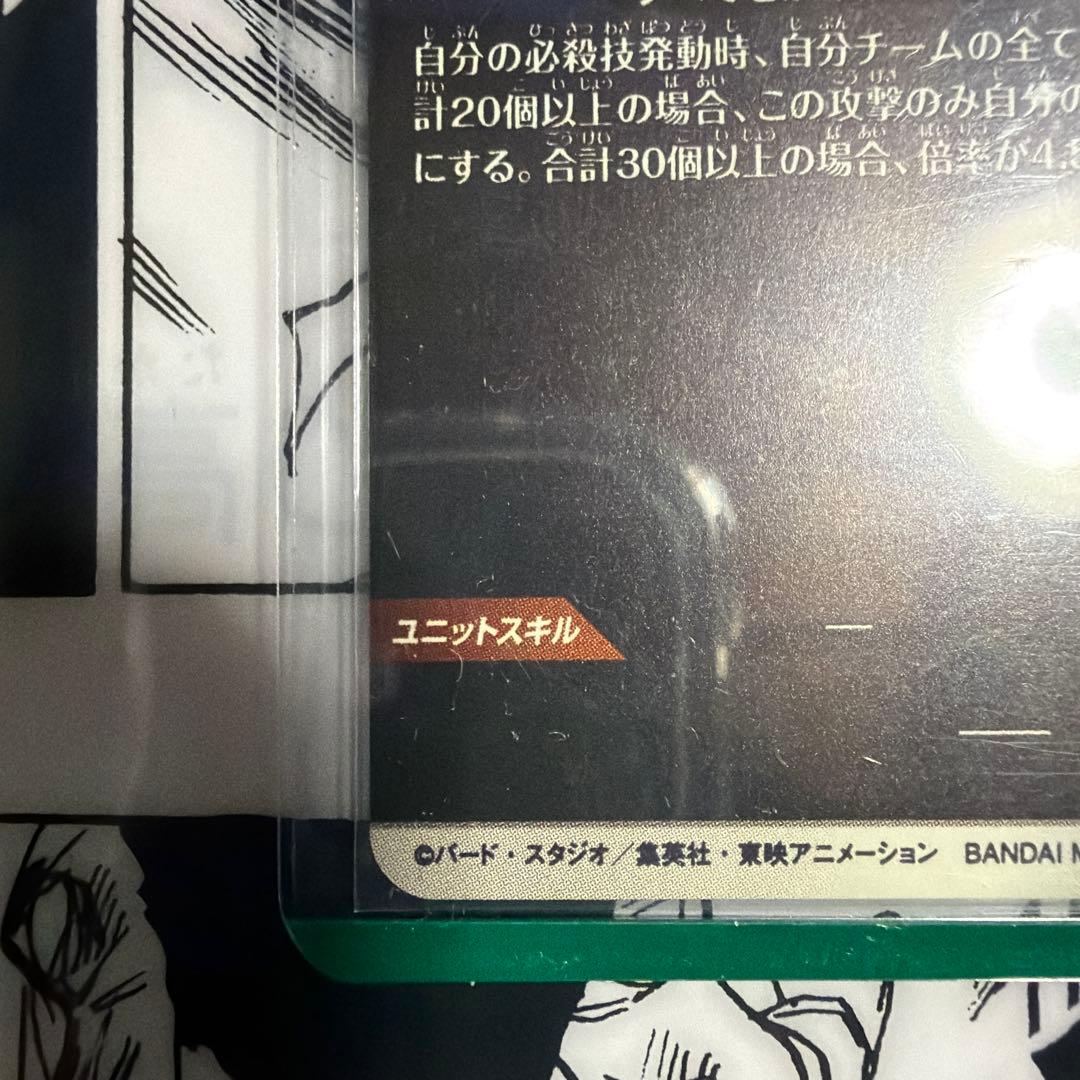 自分の必殺技発動時、自分チームの全て
計20個以上の場合、この攻撃のみ自分の
にする。合計30個以上の場合、倍率が4.8
ユニットスキル
©バード・スタジオ／集英社・東映アニメーション BANDAI